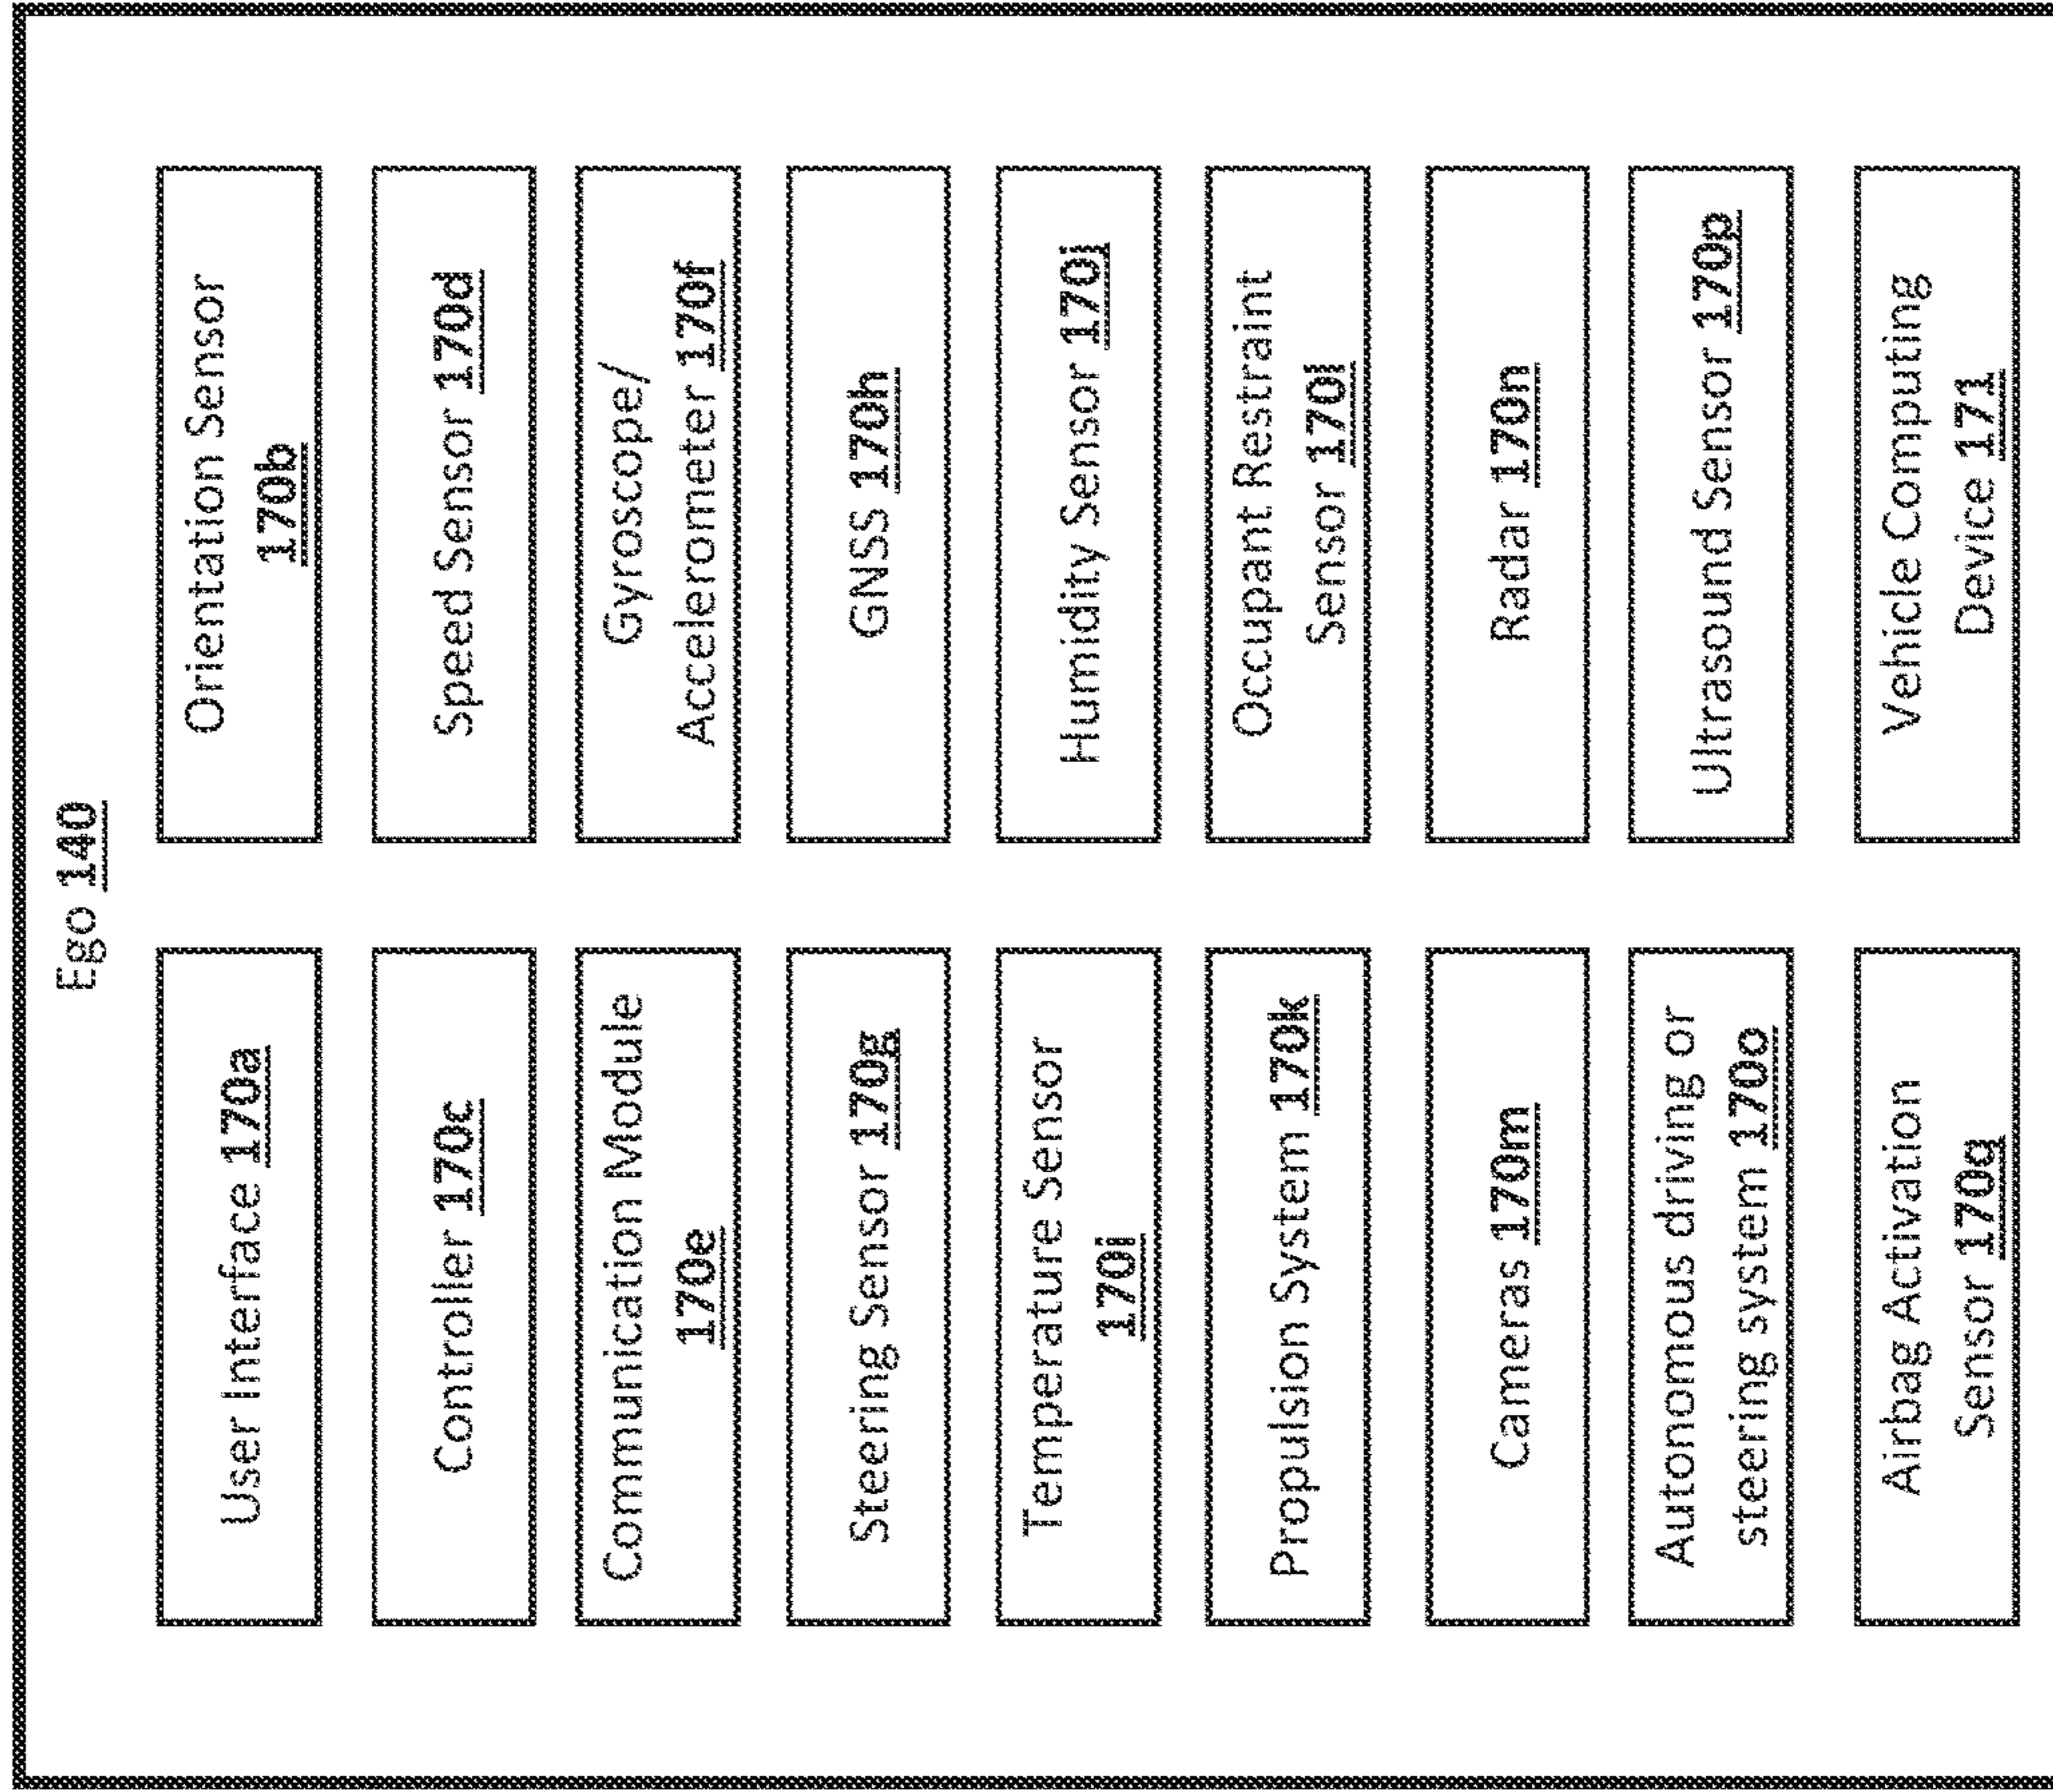 Ego 140
User Interface 170a
Orientation Sensor
170b
Controller 170c
Speed Sensor 170d
Communication Module
170e
Gyroscope/
Accelerometer 170f
Steering Sensor 170g
GNSS 170h
Temperature Sensor
170i
Humidity Sensor 170j
Propulsion System 170k
Occupant Restraint
Sensor 170l
Cameras 170m
Radar 170n
Autonomous driving or
steering system 170o
Ultrasound Sensor 170p
Airbag Activation
Sensor 170q
Vehicle Computing
Device 171